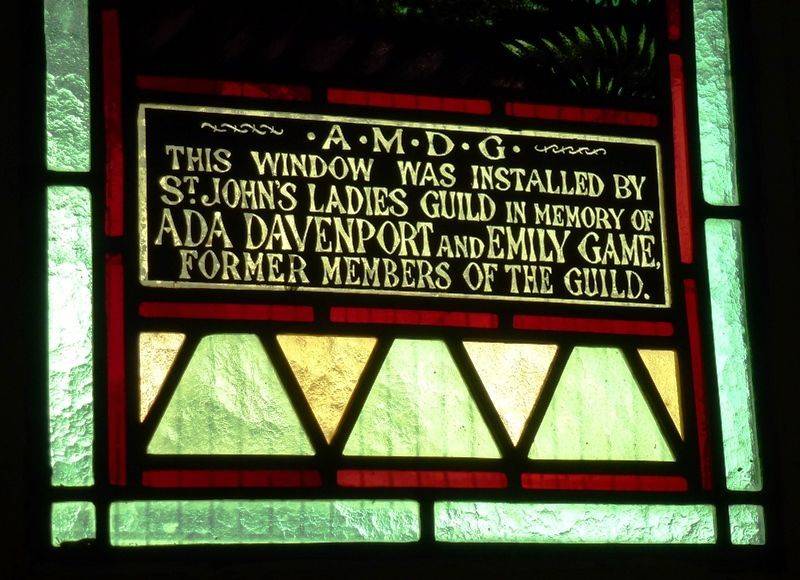 ·A·M·D·G·
THIS WINDOW WAS INSTALLED BY
ST. JOHN'S LADIES GUILD IN MEMORY OF
ADA DAVENPORT AND EMILY GAME,
FORMER MEMBERS OF THE GUILD.